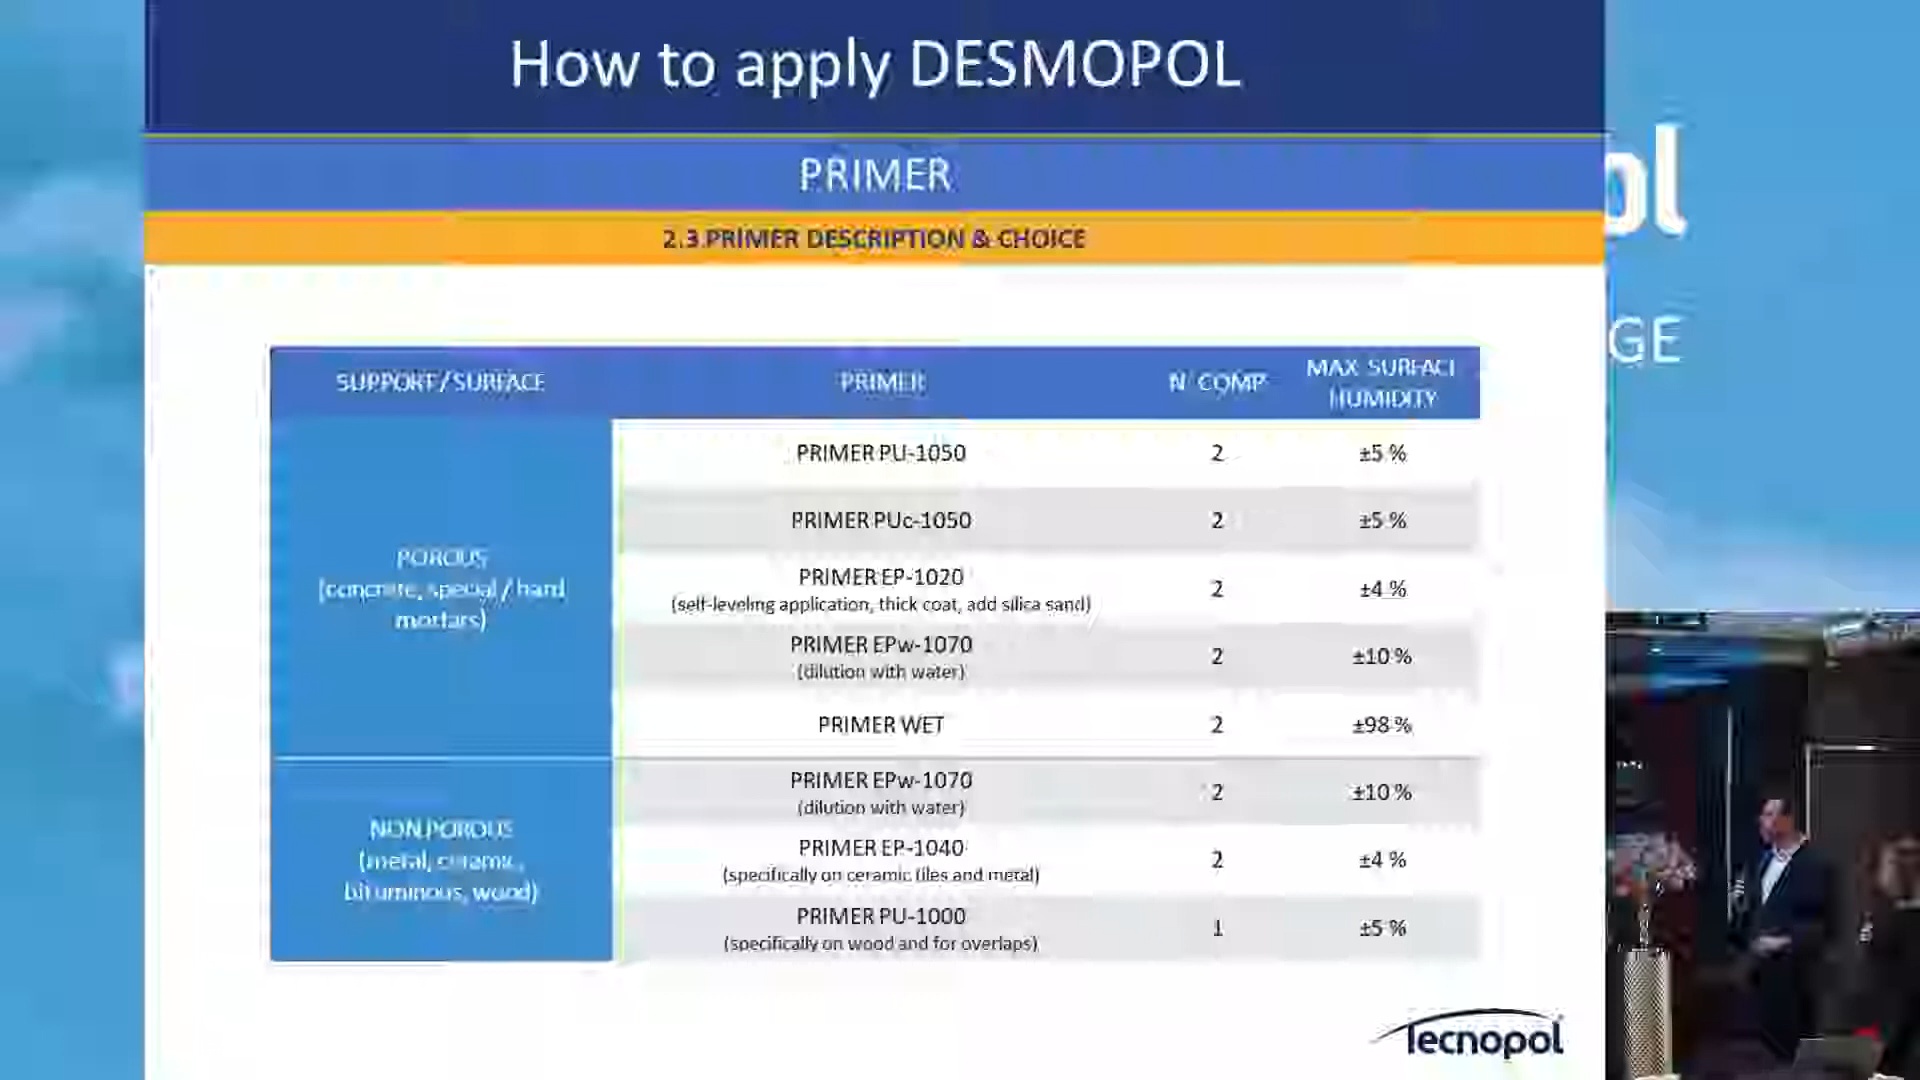 How to apply DESMOPOL
PRIMER
2.3.PRIMER DESCRIPTION & CHOICE
SUPPORT / SURFACE PRIMER N COMP MAX SURFACE HUMIDITY
POROUS
(concrete, special / hard
mortars)
PRIMER PU-1050 2 ±5 %
PRIMER PUc-1050 2 ±5 %
PRIMER EP-1020 2 ±4 %
(self-leveling application, thick coat, add silica sand)
PRIMER EPw-1070 2 ±10 %
(dilution with water)
PRIMER WET 2 ±98 %
NON POROUS
(metal, ceramic,
bituminous, wood)
PRIMER EPw-1070 2 ±10 %
(dilution with water)
PRIMER EP-1040 2 ±4 %
(specifically on ceramic tiles and metal)
PRIMER PU-1000 1 ±5 %
(specifically on wood and for overlaps)
Tecnopol
ol
GE